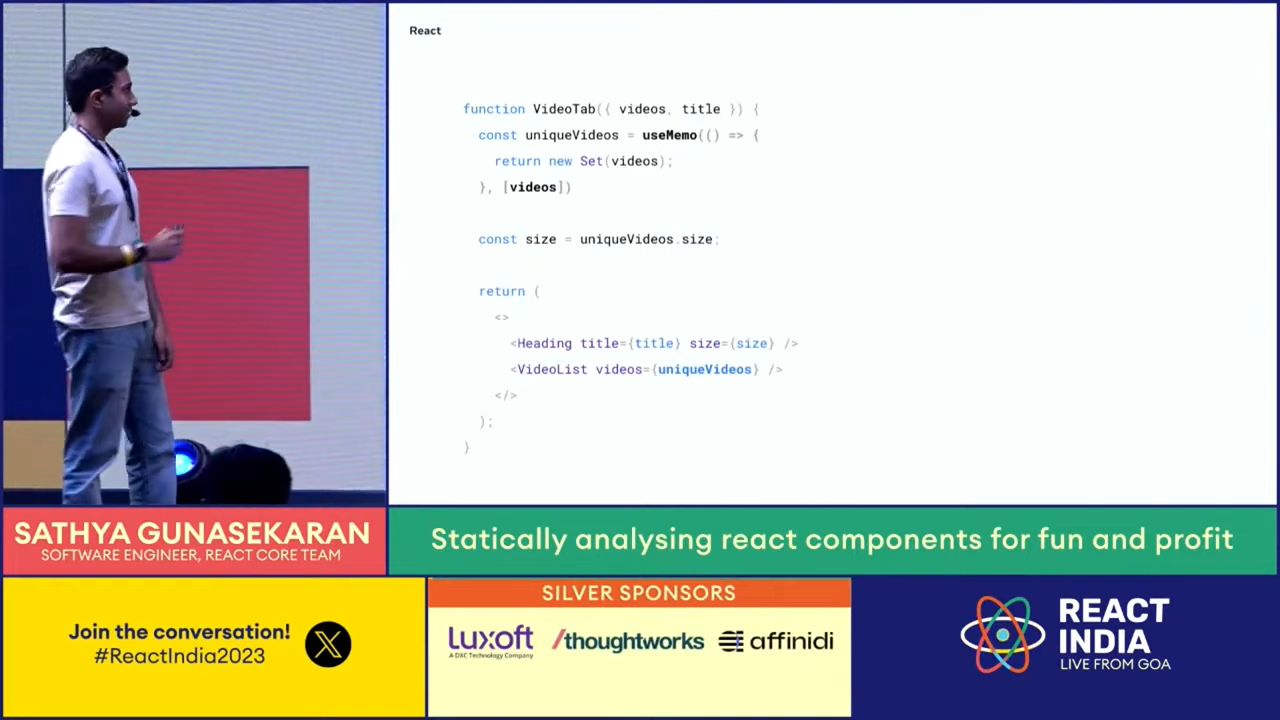 React
function VideoTab({ videos, title }) {
const uniqueVideos = useMemo(() => {
return new Set(videos);
}, [videos])
const size = uniqueVideos.size;
return (
<>
<Heading title={title} size={size} />
<VideoList videos={uniqueVideos} />
</>
);
}
SATHYA GUNASEKARAN
SOFTWARE ENGINEER, REACT CORE TEAM
Statically analysing react components for fun and profit
Join the conversation!
#ReactIndia2023
SILVER SPONSORS
Luxoft
A DXC Technology Company
/thoughtworks
affinidi
REACT
INDIA
LIVE FROM GOA